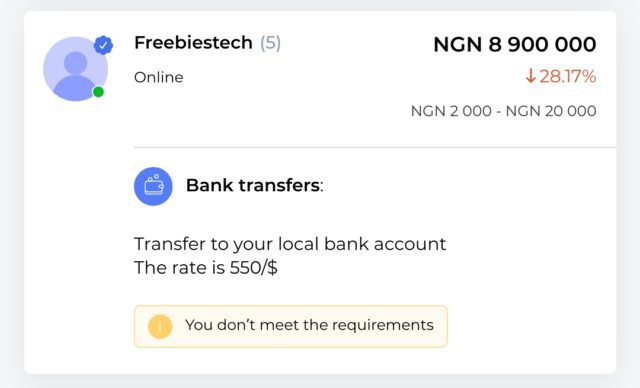 Freebiestech (5)
NGN 8 900 000
Online
↓28.17%
NGN 2 000 - NGN 20 000
Bank transfers:
Transfer to your local bank account
The rate is 550/$
You don't meet the requirements